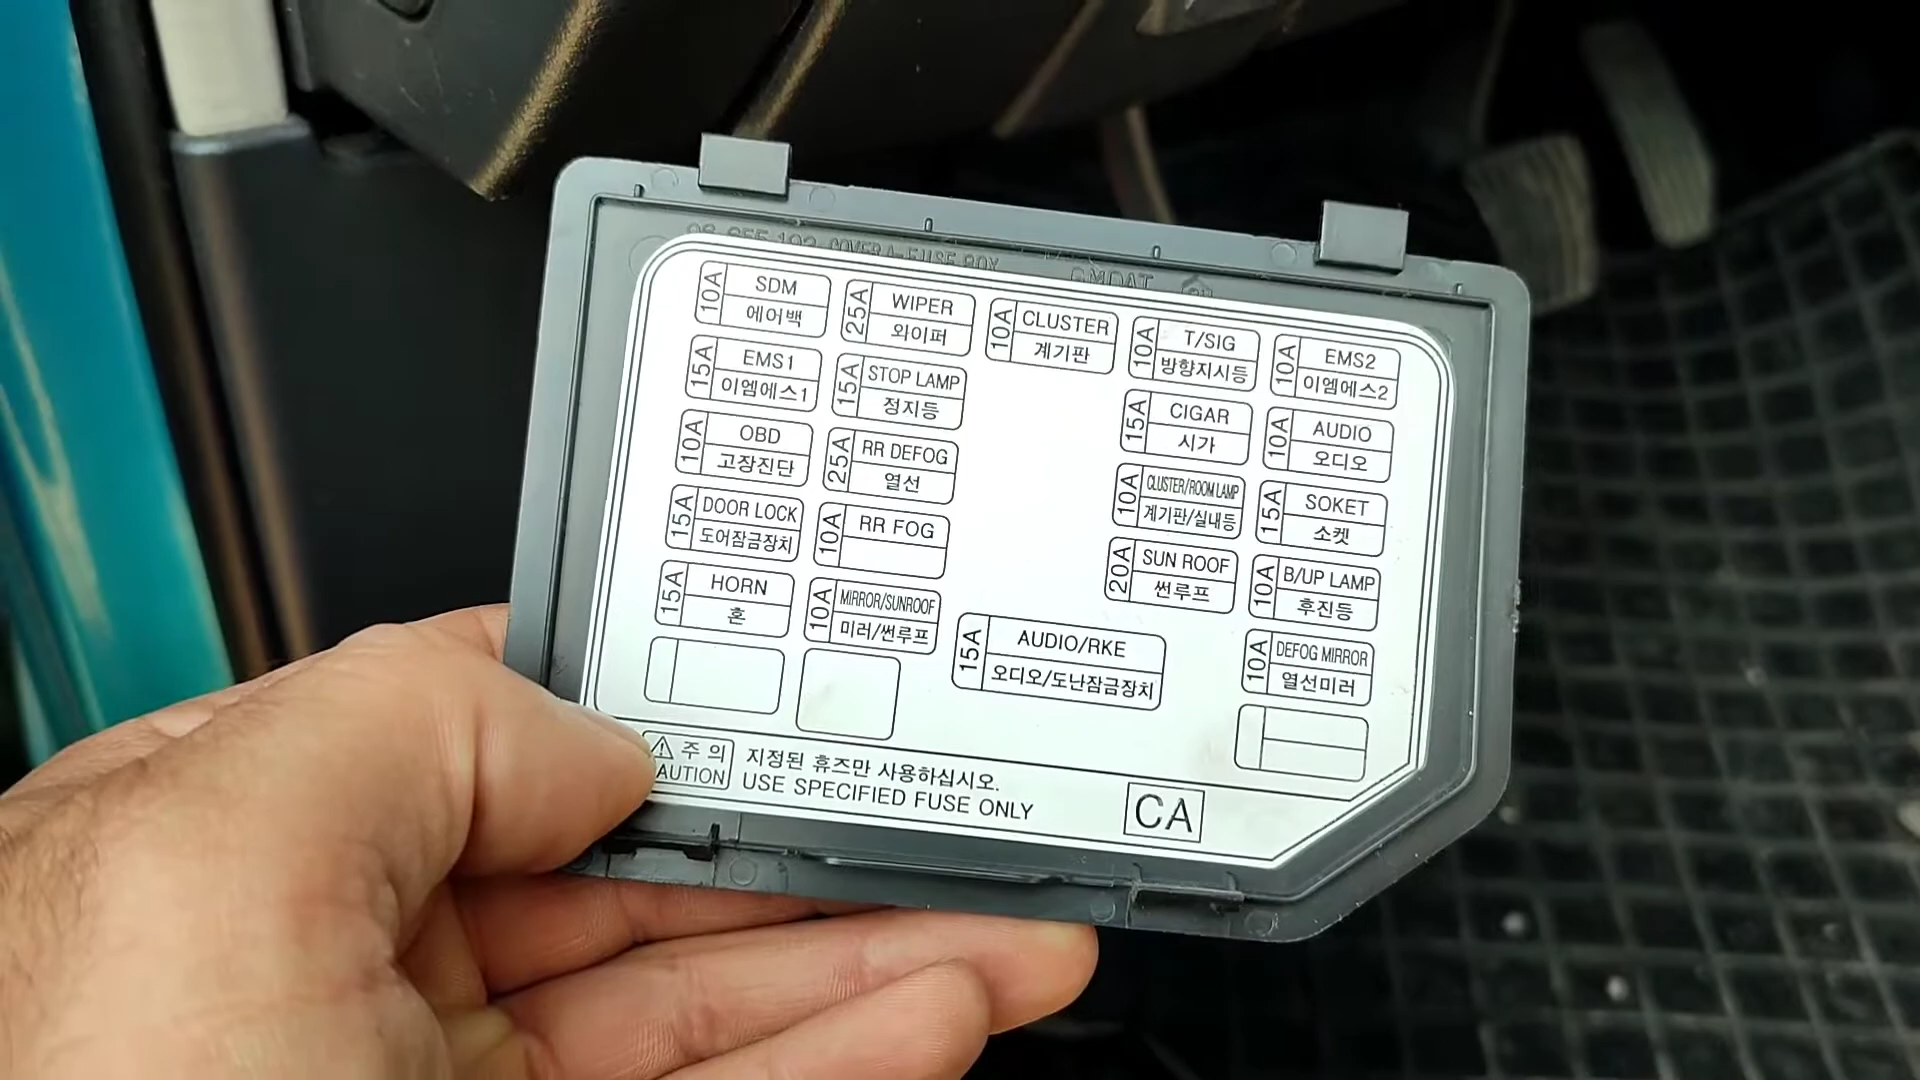 COVER A-FUSE BOX
GMDAT
10A SDM
에어백
25A WIPER
와이퍼
10A CLUSTER
계기판
10A T/SIG
방향지시등
10A EMS2
이엠에스2
15A EMS1
이엠에스1
15A STOP LAMP
정지등
15A CIGAR
시가
10A AUDIO
오디오
10A OBD
고장진단
25A RR DEFOG
열선
10A CLUSTER/ROOM LAMP
계기판/실내등
15A SOKET
소켓
15A DOOR LOCK
도어잠금장치
10A RR FOG
20A SUN ROOF
썬루프
10A B/UP LAMP
후진등
15A HORN
혼
10A MIRROR/SUNROOF
미러/썬루프
15A AUDIO/RKE
오디오/도난잠금장치
10A DEFOG MIRROR
열선미러
주 의 지정된 휴즈만 사용하십시오.
AUTION USE SPECIFIED FUSE ONLY
CA